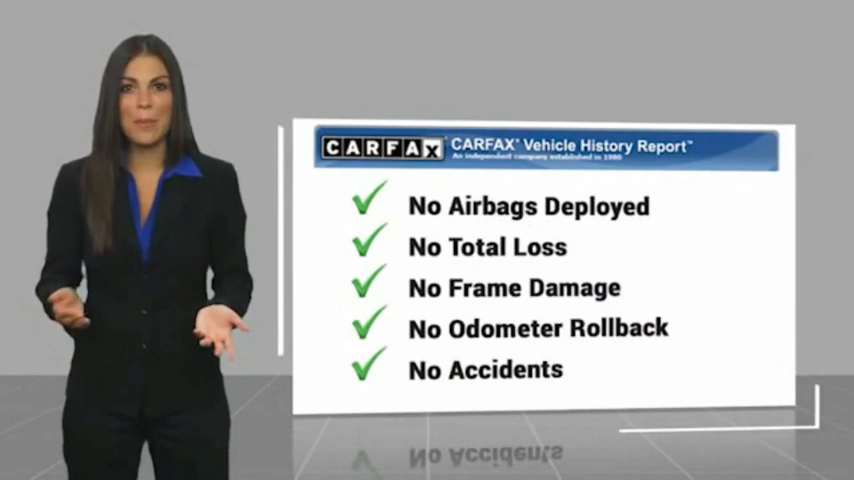 CARFAX CARFAX® Vehicle History Report™
An independent company established in 1986
No Airbags Deployed
No Total Loss
No Frame Damage
No Odometer Rollback
No Accidents
No Accidents